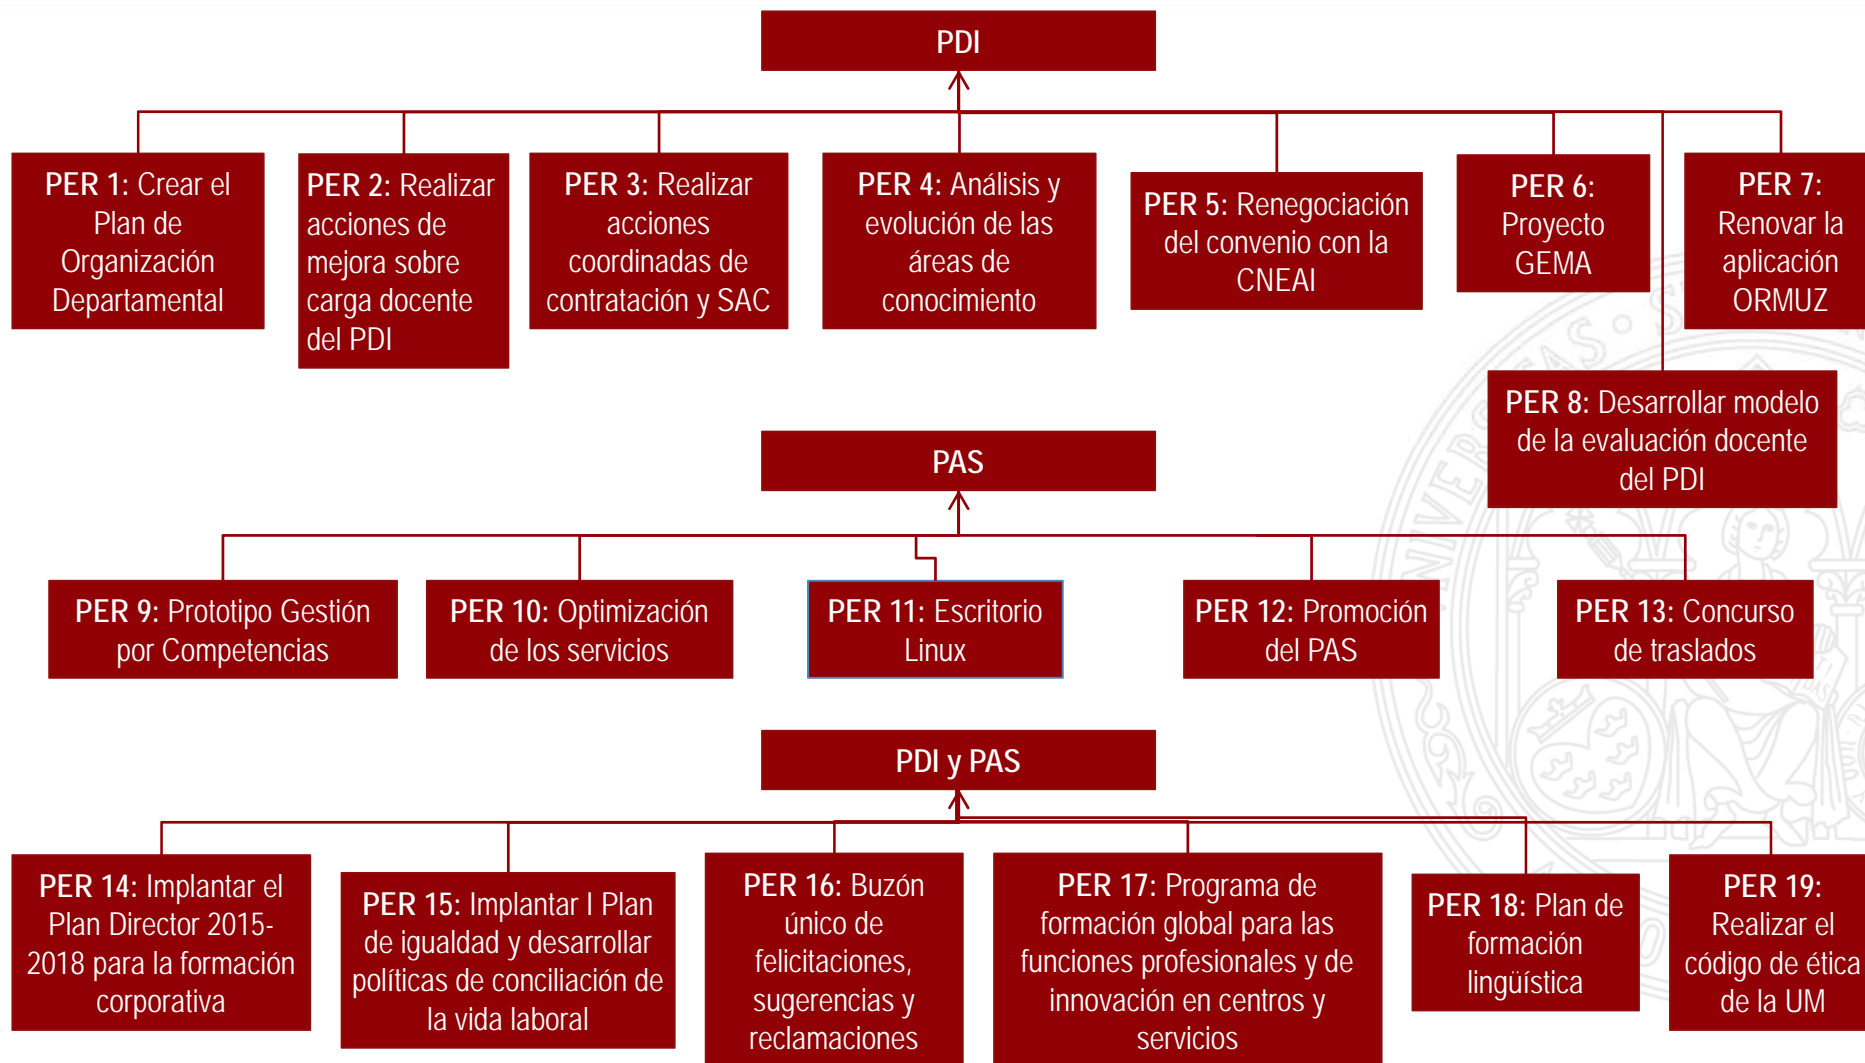 PDI
PER 1: Crear el
Plan de
Organización
Departamental
PER 2: Realizar
acciones de
mejora sobre
carga docente
del PDI
PER 3: Realizar
acciones
coordinadas de
contratación y SAC
PER 4: Análisis y
evolución de las
áreas de
conocimiento
PER 5: Renegociación
del convenio con la
CNEAI
PER 6:
Proyecto
GEMA
PER 7:
Renovar la
aplicación
ORMUZ
PER 8: Desarrollar modelo
de la evaluación docente
del PDI
PAS
PER 9: Prototipo Gestión
por Competencias
PER 10: Optimización
de los servicios
PER 11: Escritorio
Linux
PER 12: Promoción
del PAS
PER 13: Concurso
de traslados
PDI y PAS
PER 14: Implantar el
Plan Director 2015-
2018 para la formación
corporativa
PER 15: Implantar I Plan
de igualdad y desarrollar
políticas de conciliación de
la vida laboral
PER 16: Buzón
único de
felicitaciones,
sugerencias y
reclamaciones
PER 17: Programa de
formación global para las
funciones profesionales y de
innovación en centros y
servicios
PER 18: Plan de
formación
lingüística
PER 19:
Realizar el
código de ética
de la UM